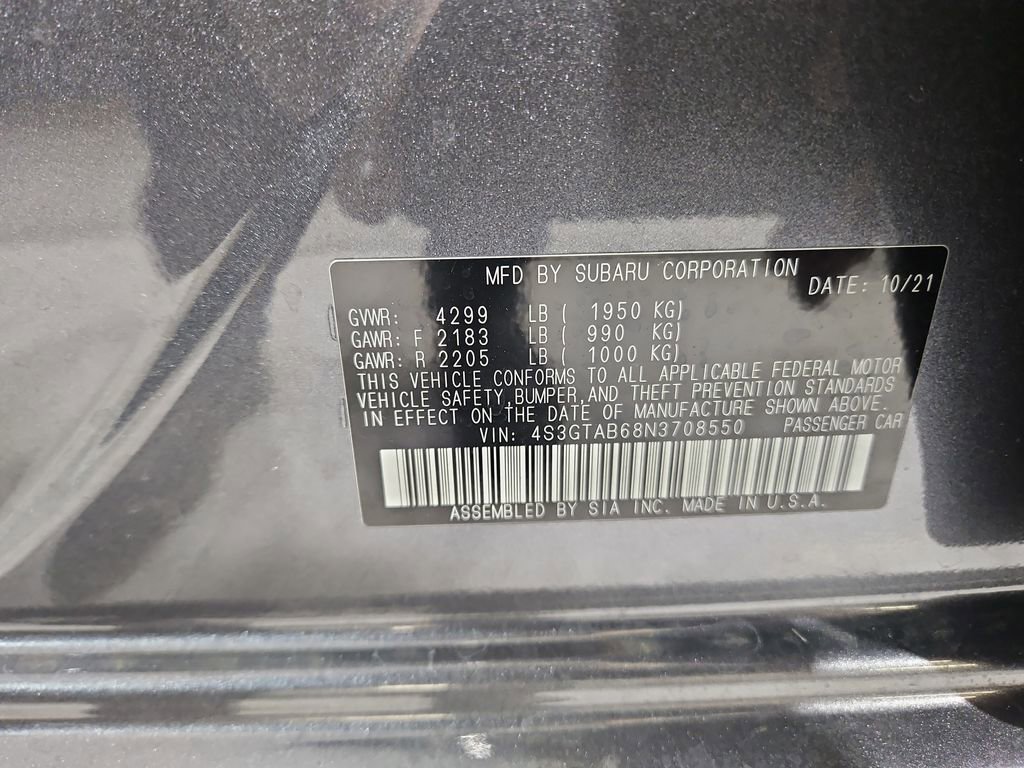 MFD BY SUBARU CORPORATION
DATE: 10/21
GVWR: 4299 LB ( 1950 KG)
GAWR: F 2183 LB ( 990 KG)
GAWR: R 2205 LB ( 1000 KG)
THIS VEHICLE CONFORMS TO ALL APPLICABLE FEDERAL MOTOR
VEHICLE SAFETY,BUMPER,AND THEFT PREVENTION STANDARDS
IN EFFECT ON THE DATE OF MANUFACTURE SHOWN ABOVE.
VIN: 4S3GTAB68N3708550 PASSENGER CAR
ASSEMBLED BY SIA INC. MADE IN U.S.A.